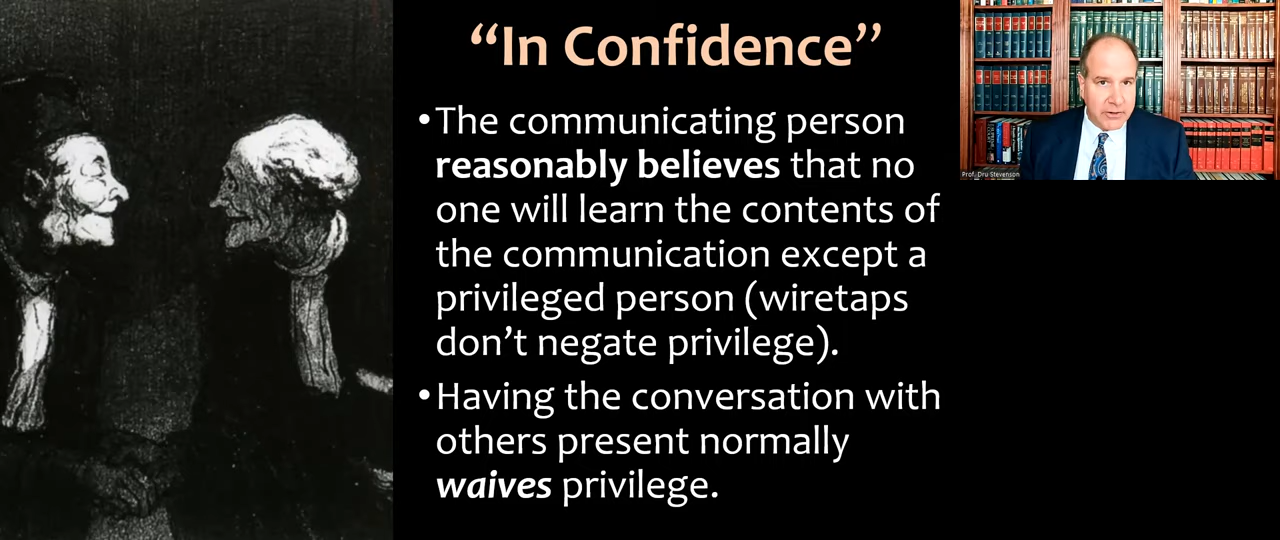 “In Confidence”
•The communicating person
reasonably believes that no
one will learn the contents of
the communication except a
privileged person (wiretaps
don’t negate privilege).
•Having the conversation with
others present normally
waives privilege.
Prof. Dru Stevenson